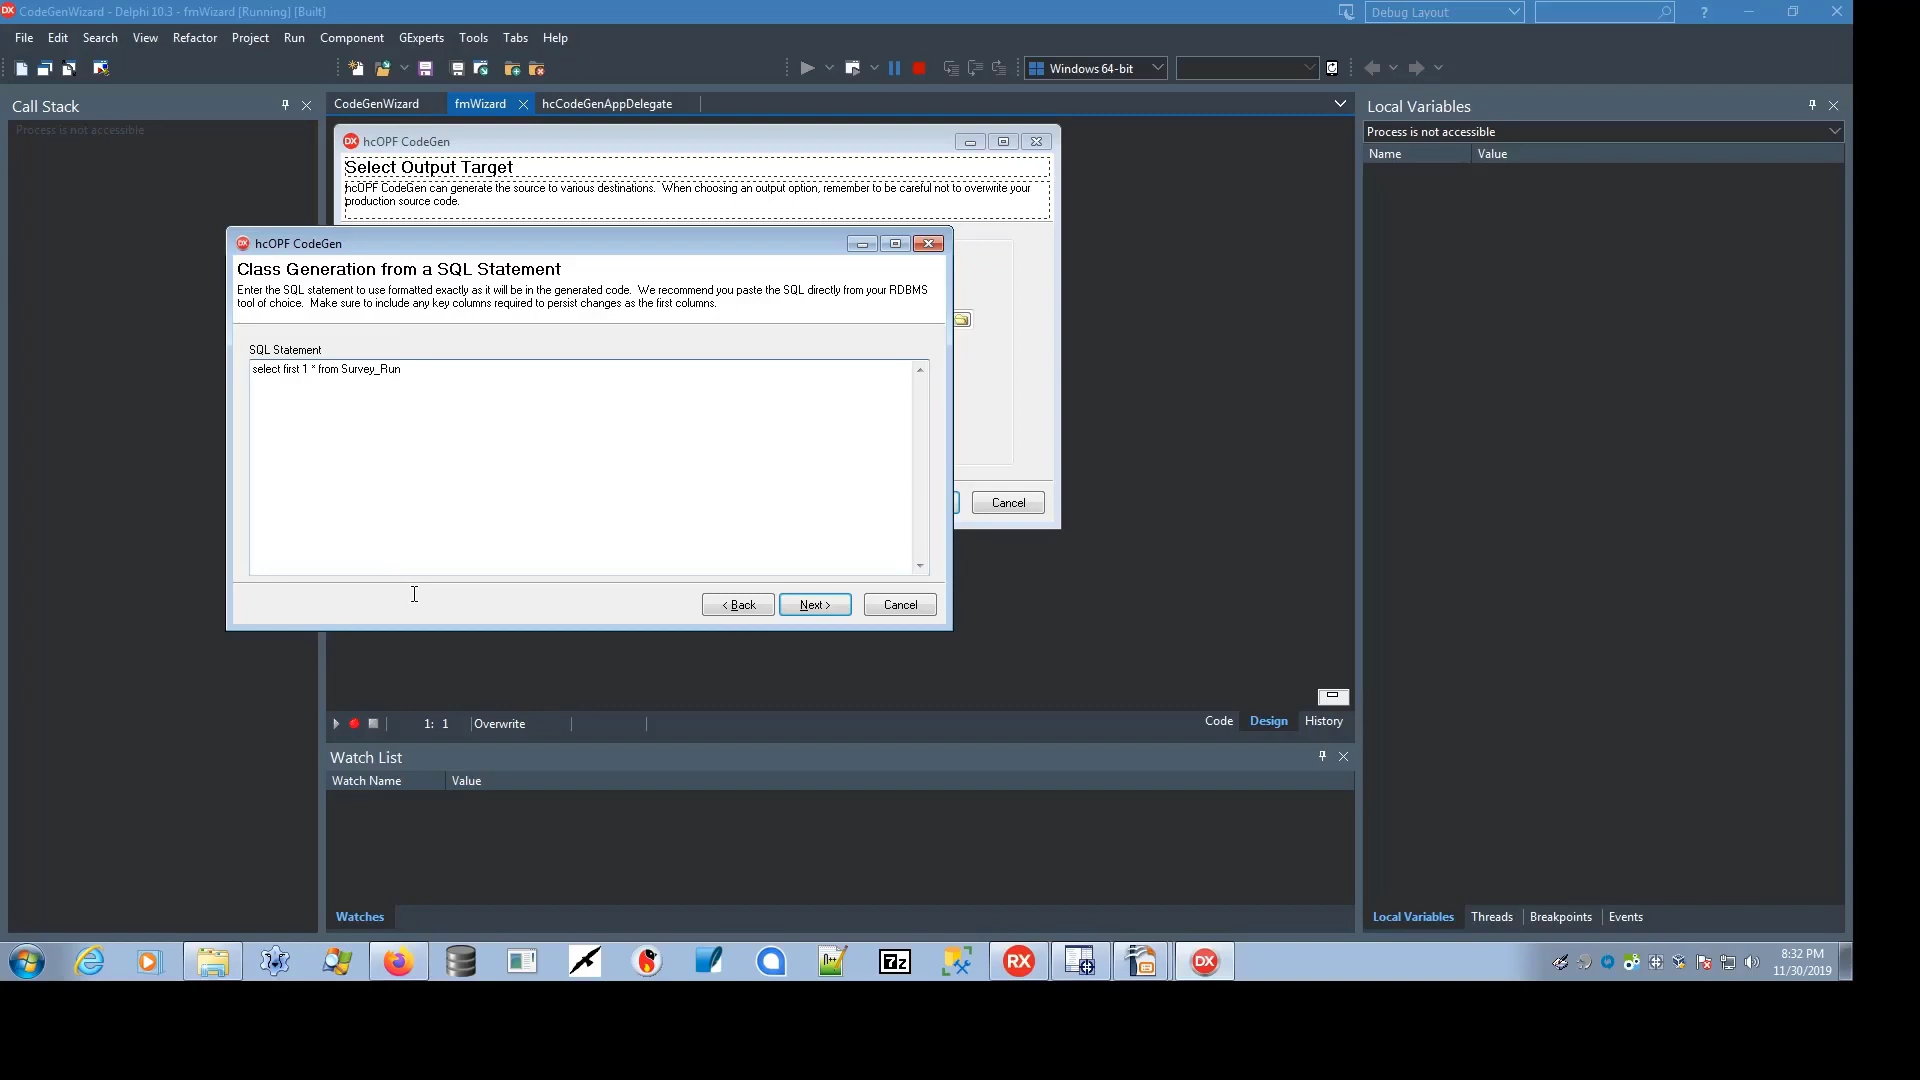 CodeGenWizard - Delphi 10.3 - fmWizard [Running] [Built]
Debug Layout
File Edit Search View Refactor Project Run Component GExperts Tools Tabs Help
Windows 64-bit
Call Stack
Process is not accessible
CodeGenWizard fmWizard hcCodeGenAppDelegate
hcOPF CodeGen
Select Output Target
hcOPF CodeGen can generate the source to various destinations. When choosing an output option, remember to be careful not to overwrite your
production source code.
Cancel
hcOPF CodeGen
Class Generation from a SQL Statement
Enter the SQL statement to use formatted exactly as it will be in the generated code. We recommend you paste the SQL directly from your RDBMS
tool of choice. Make sure to include any key columns required to persist changes as the first columns.
SQL Statement
select first 1 * from Survey_Run
< Back Next > Cancel
1: 1 Overwrite
Code Design History
Watch List
Watch Name Value
Watches
Local Variables
Process is not accessible
Name Value
Local Variables Threads Breakpoints Events
7z
RX
DX
8:32 PM
11/30/2019